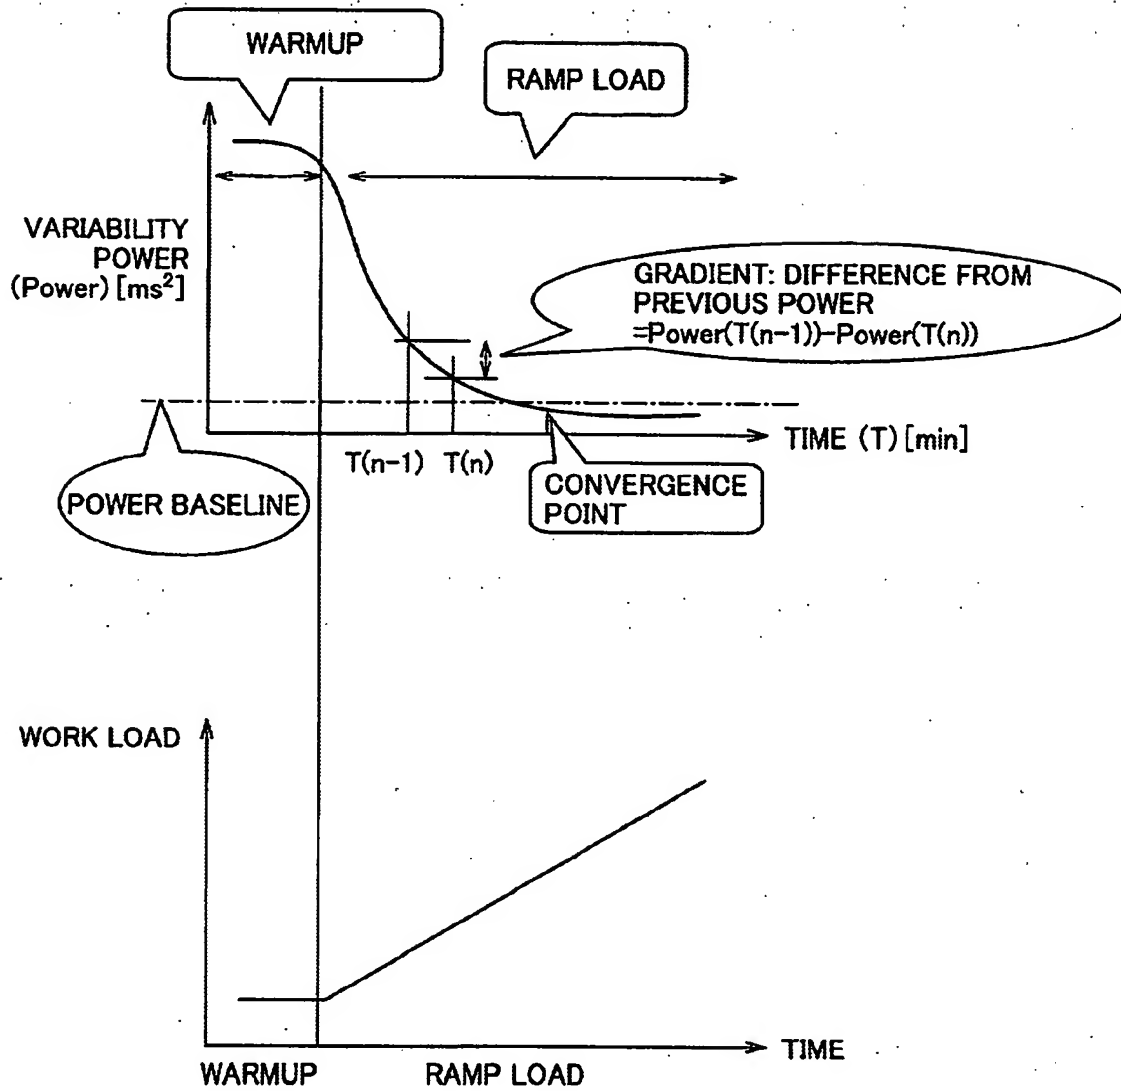 WARMUP
RAMP LOAD
VARIABILITY
POWER
(Power) [ms²]
GRADIENT: DIFFERENCE FROM
PREVIOUS POWER
=Power(T(n-1))-Power(T(n))
TIME (T) [min]
T(n-1) T(n)
POWER BASELINE
CONVERGENCE
POINT
WORK LOAD
TIME
WARMUP RAMP LOAD